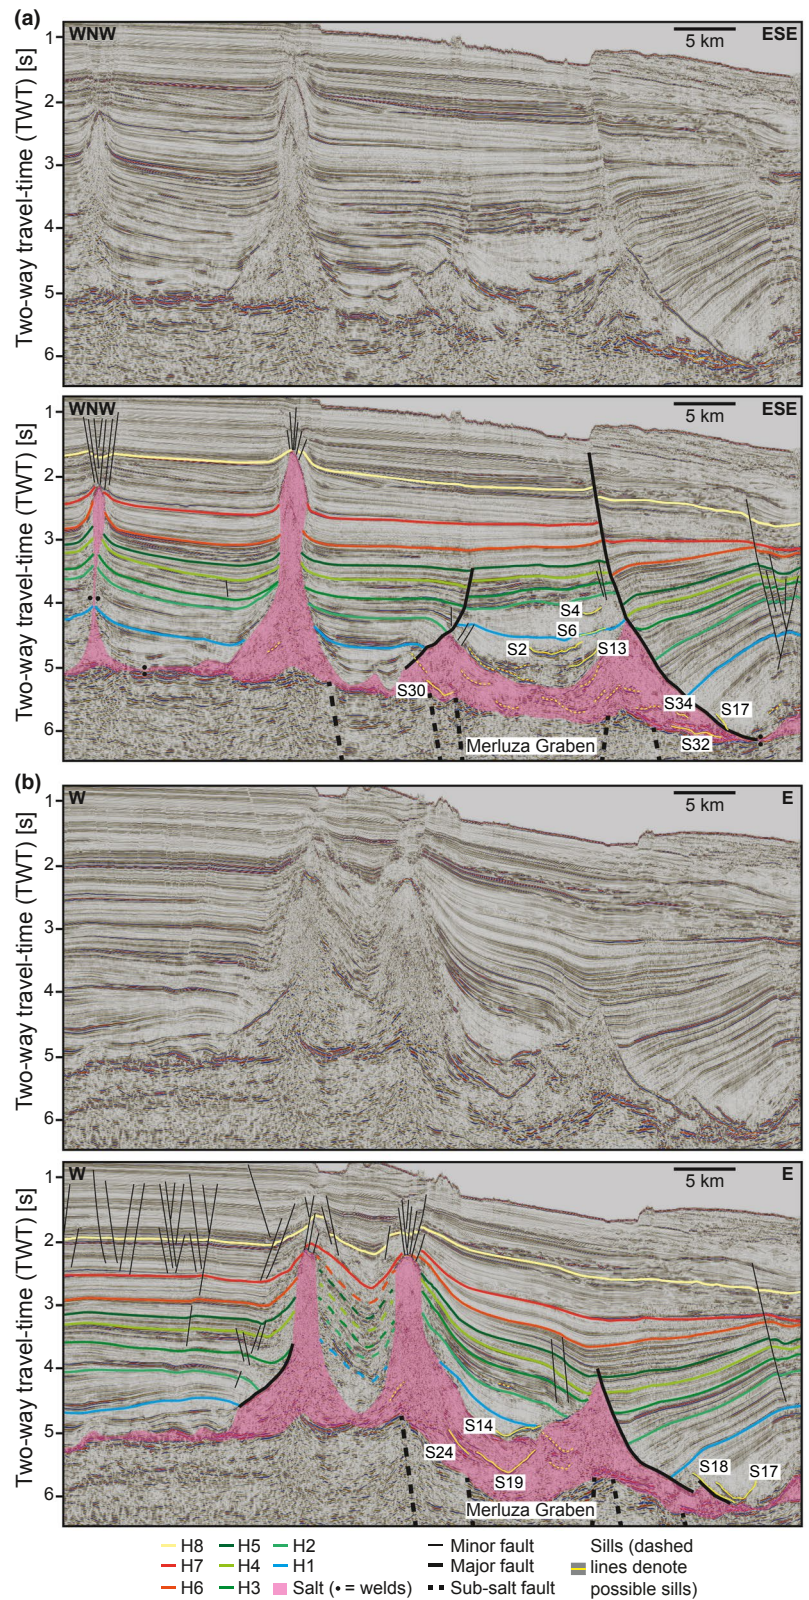 (a)
WNW
5 km
ESE
Two-way travel-time (TWT) [s]
1
2
3
4
5
6
WNW
5 km
ESE
Two-way travel-time (TWT) [s]
1
2
3
4
5
6
S4
S6
S2
S13
S30
S34
S17
S32
Merluza Graben
(b)
W
5 km
E
Two-way travel-time (TWT) [s]
1
2
3
4
5
6
W
5 km
E
Two-way travel-time (TWT) [s]
1
2
3
4
5
6
S14
S24
S19
S18
S17
Merluza Graben
H8 H5 H2 Minor fault Sills (dashed
H7 H4 H1 Major fault lines denote
H6 H3 Salt (• = welds) Sub-salt fault possible sills)